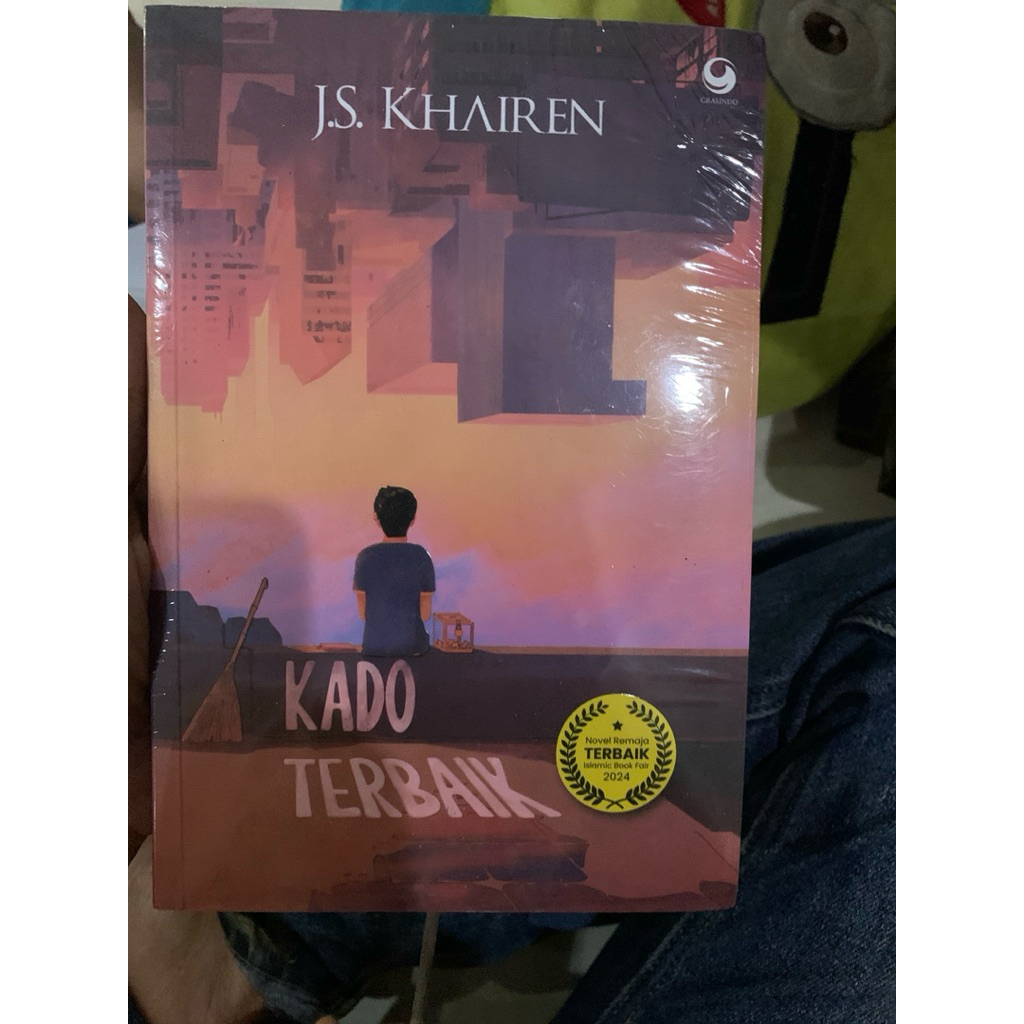 J.S. KHAIREN
GRASINDO
KADO
TERBAIK
Novel Remaja
TERBAIK
Islamic Book Fair
2024